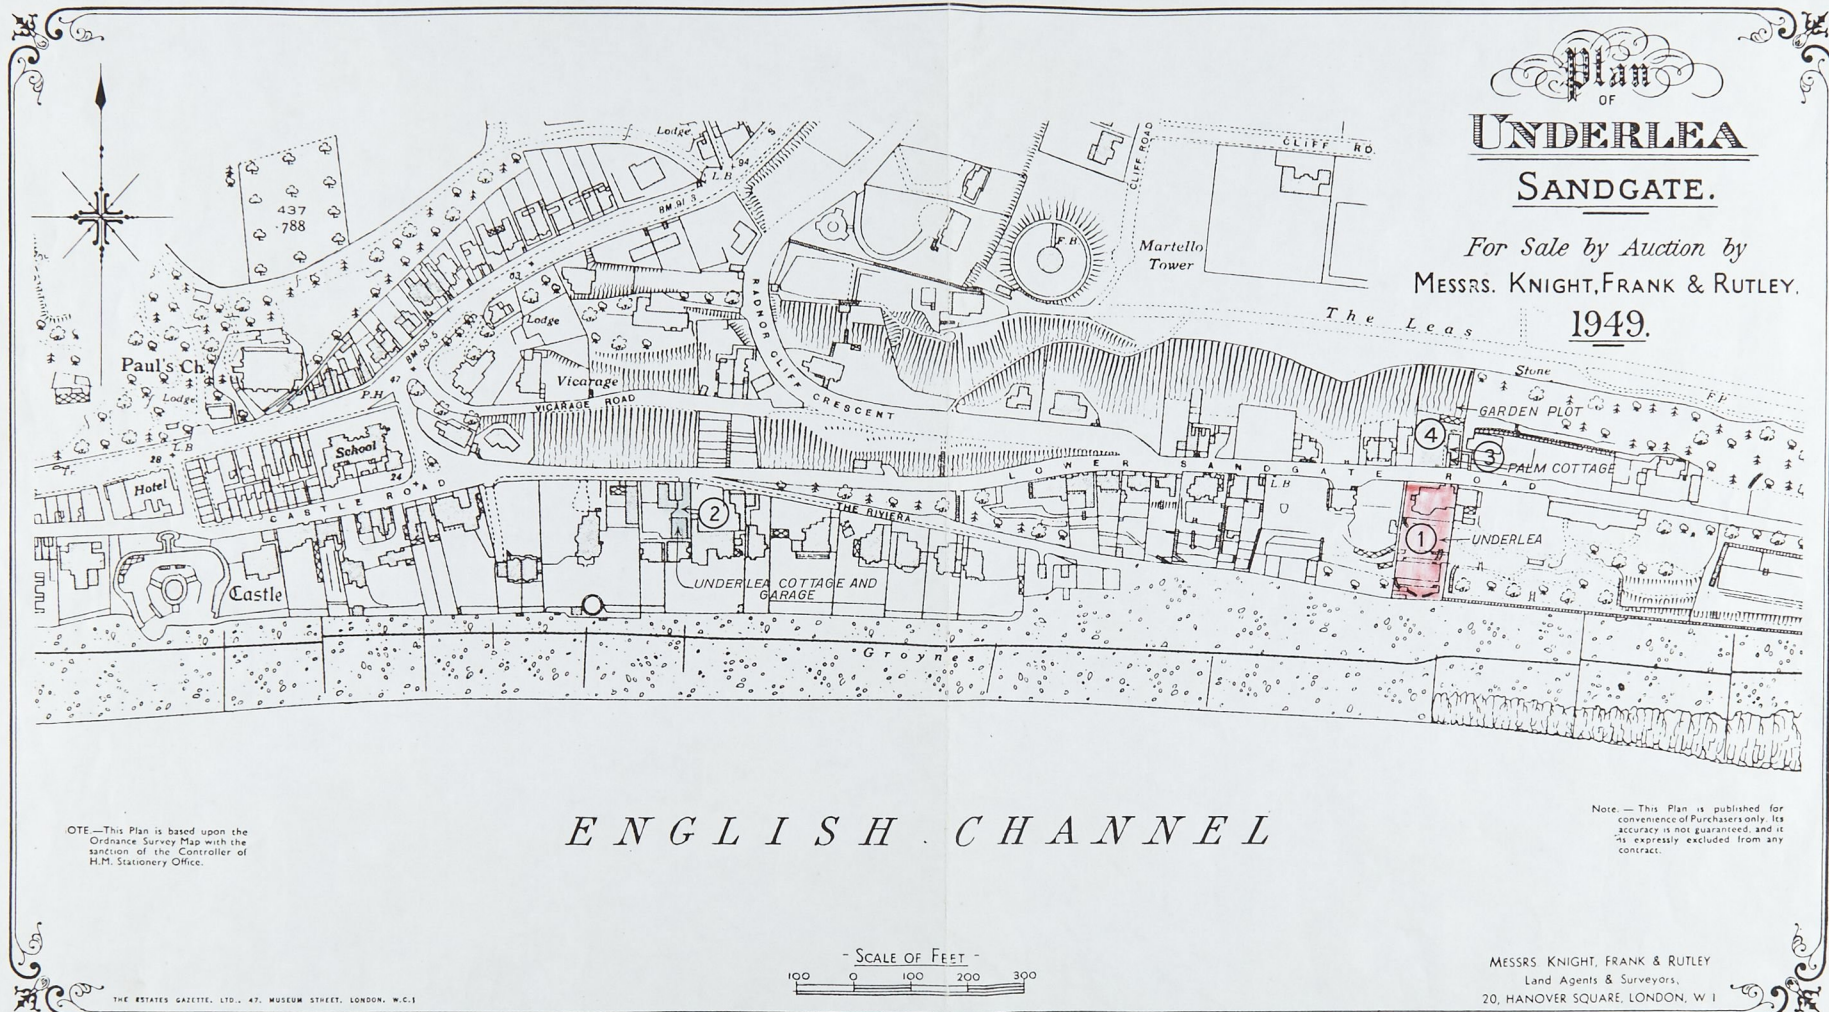 Plan
OF
UNDERLEA
SANDGATE.
For Sale by Auction by
MESSRS. KNIGHT, FRANK & RUTLEY,
1949.
Lodge.
94
S
L.B
BM.91.3
437
.788
63
CLIFF ROAD
CLIFF RD.
F.B
Martello
Tower
RADNOR CLIFF CRESCENT
The Leas
Lodge
BM.53.5
Paul's Ch.
Lodge
47
P.H
Vicarage
VICARAGE ROAD
Stone
F.P.
GARDEN PLOT
4
3
PALM COTTAGE
School
24
28
L.B
Hotel
CASTLE ROAD
LOWER SANDGATE ROAD
L.B
2
THE RIVIERA
1
UNDERLEA
Castle
UNDERLEA COTTAGE AND
GARAGE
Groynes
ENGLISH CHANNEL
OTE.—This Plan is based upon the
Ordnance Survey Map with the
sanction of the Controller of
H.M. Stationery Office.
Note. — This Plan is published for
convenience of Purchasers only. Its
accuracy is not guaranteed, and it
is expressly excluded from any
contract.
- SCALE OF FEET -
100 0 100 200 300
THE ESTATES GAZETTE, LTD., 47, MUSEUM STREET, LONDON, W.C.1
MESSRS KNIGHT, FRANK & RUTLEY
Land Agents & Surveyors,
20, HANOVER SQUARE, LONDON, W 1